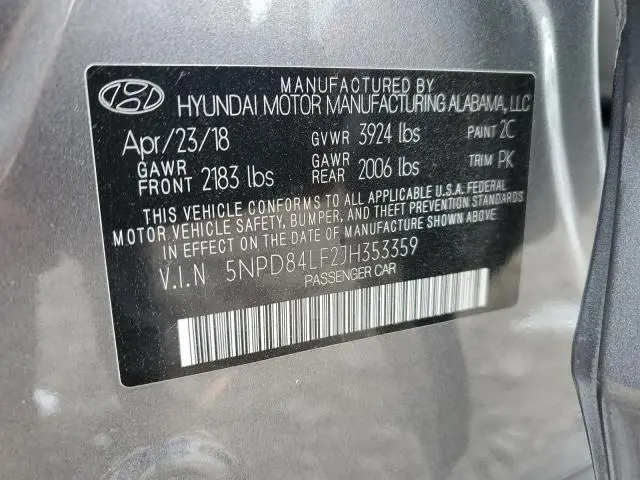 MANUFACTURED BY
HYUNDAI MOTOR MANUFACTURING ALABAMA, LLC
Apr/23/18 GVWR 3924 lbs PAINT 2C
GAWR FRONT 2183 lbs GAWR REAR 2006 lbs TRIM PK
THIS VEHICLE CONFORMS TO ALL APPLICABLE U.S.A. FEDERAL
MOTOR VEHICLE SAFETY, BUMPER, AND THEFT PREVENTION STANDARDS
IN EFFECT ON THE DATE OF MANUFACTURE SHOWN ABOVE
V.I.N 5NPD84LF2JH353359
PASSENGER CAR